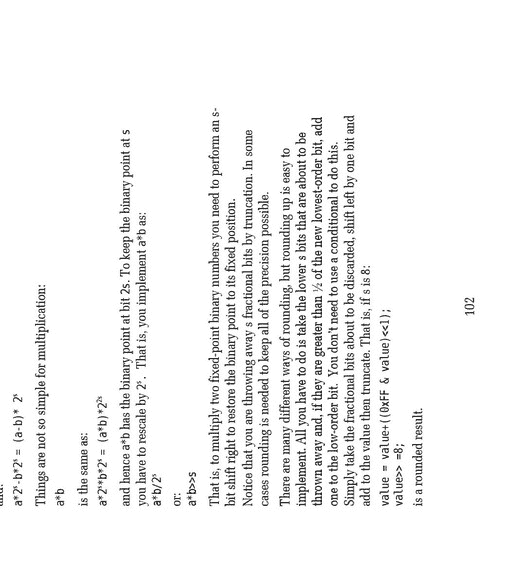 and:
a*2ˢ-b*2ˢ = (a-b)* 2ˢ
Things are not so simple for multiplication:
a*b
is the same as:
a*2ˢ*b*2ˢ = (a*b)*2²ˢ
and hence a*b has the binary point at bit 2s. To keep the binary point at s
you have to rescale by 2ˢ. That is, you implement a*b as:
a*b/2ˢ
or:
a*b>>s
That is, to multiply two fixed-point binary numbers you need to perform an s-
bit shift right to restore the binary point to its fixed position.
Notice that you are throwing away s fractional bits by truncation. In some
cases rounding is needed to keep all of the precision possible.
There are many different ways of rounding, but rounding up is easy to
implement. All you have to do is take the lower s bits that are about to be
thrown away and, if they are greater than ½ of the new lowest-order bit, add
one to the low-order bit. You don't need to use a conditional to do this.
Simply take the fractional bits about to be discarded, shift left by one bit and
add to the value then truncate. That is, if s is 8:
value = value+((0xFF & value)<<1);
value>> =8;
is a rounded result.
102